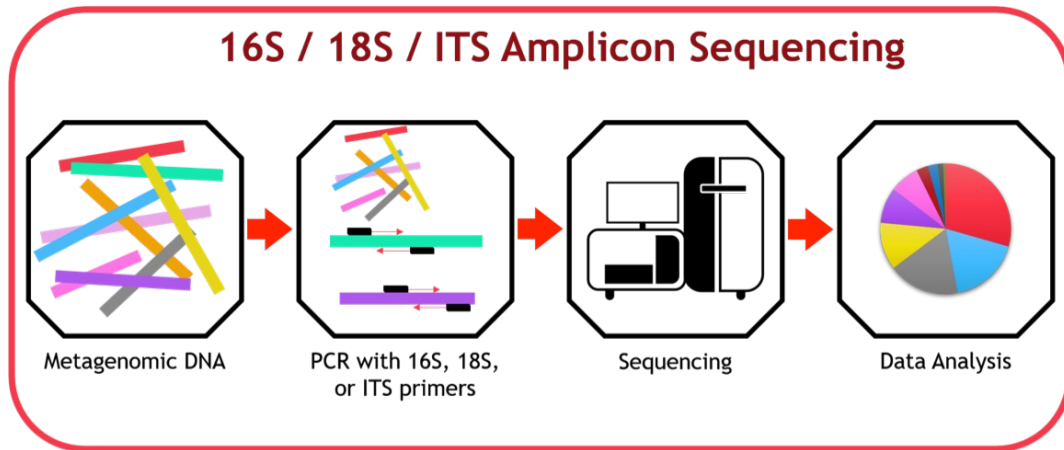 16S / 18S / ITS Amplicon Sequencing
Metagenomic DNA
PCR with 16S, 18S,
or ITS primers
Sequencing
Data Analysis